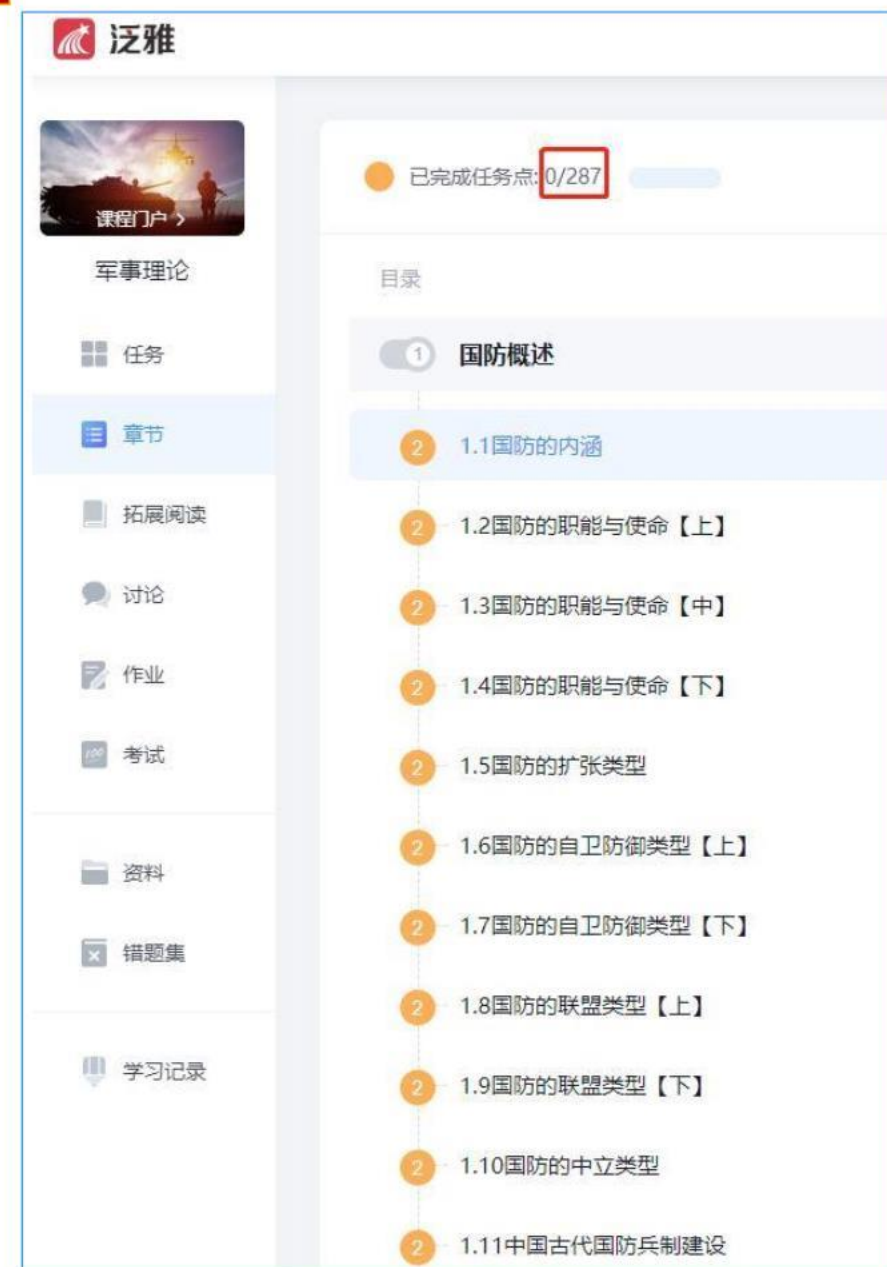 泛雅
课程门户 >
军事理论
任务
章节
拓展阅读
讨论
作业
100 考试
资料
错题集
学习记录
已完成任务点: 0/287
目录
1 国防概述
2 1.1国防的内涵
2 1.2国防的职能与使命【上】
2 1.3国防的职能与使命【中】
2 1.4国防的职能与使命【下】
2 1.5国防的扩张类型
2 1.6国防的自卫防御类型【上】
2 1.7国防的自卫防御类型【下】
2 1.8国防的联盟类型【上】
2 1.9国防的联盟类型【下】
2 1.10国防的中立类型
2 1.11中国古代国防兵制建设